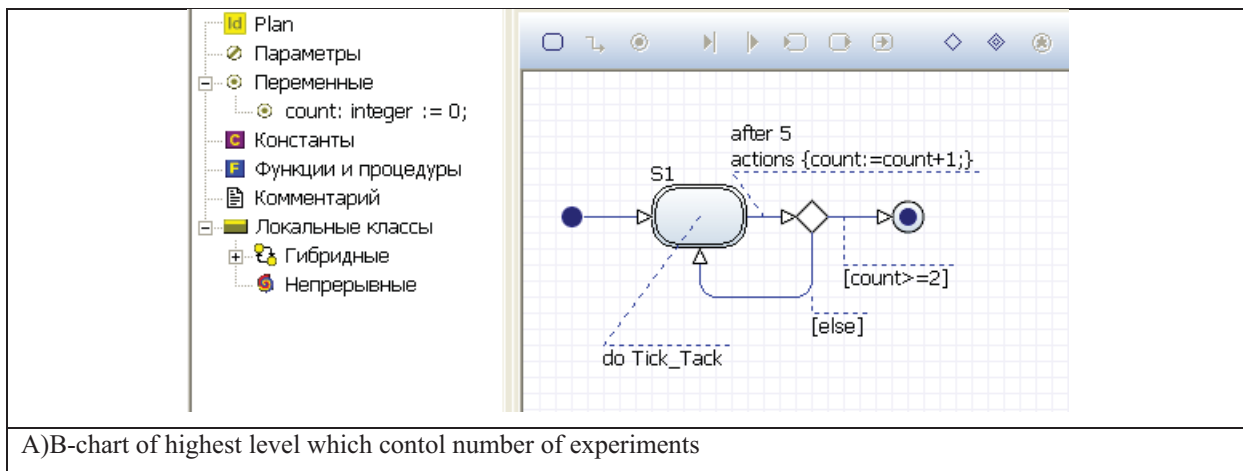 Plan
Параметры
Переменные
count: integer := 0;
Константы
Функции и процедуры
Комментарий
Локальные классы
Гибридные
Непрерывные
after 5
actions {count:=count+1;}
S1
[count>=2]
[else]
do Tick_Tack
A)B-chart of highest level which contol number of experiments